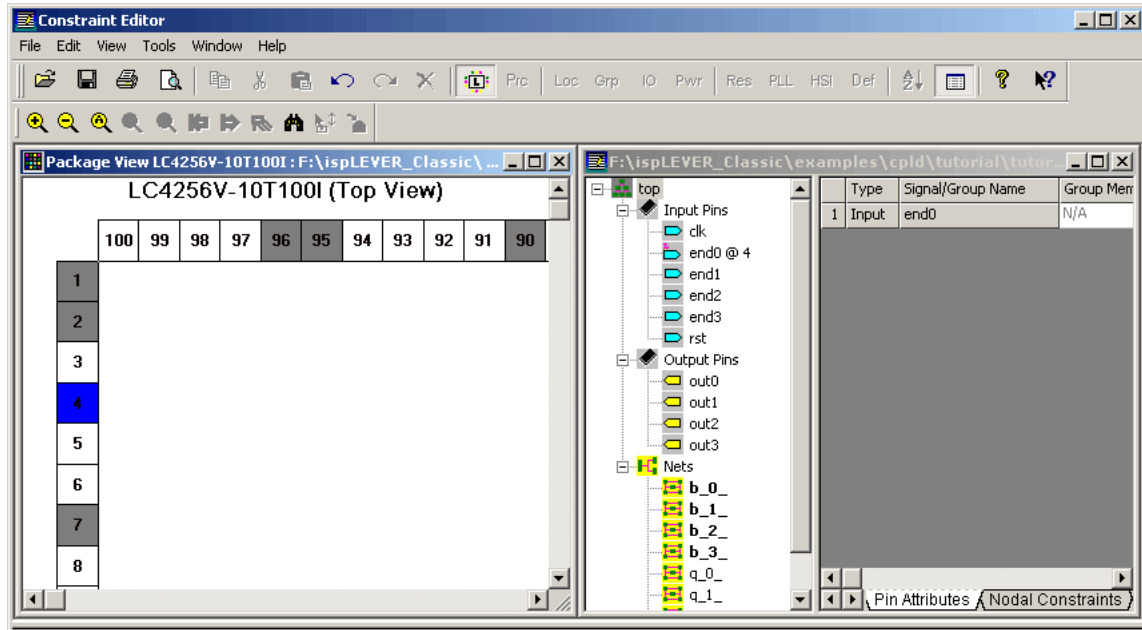 Constraint Editor
File Edit View Tools Window Help
Prc Loc Grp IO Pwr Res PLL HSI Def
Package View LC4256V-10T100I : F:\ispLEVER_Classic\ ...
LC4256V-10T100I (Top View)
100 99 98 97 96 95 94 93 92 91 90
1
2
3
4
5
6
7
8
F:\ispLEVER_Classic\examples\cpld\tutorial\tutor...
top
Input Pins
clk
end0 @ 4
end1
end2
end3
rst
Output Pins
out0
out1
out2
out3
Nets
b_0_
b_1_
b_2_
b_3_
q_0_
q_1_
Type Signal/Group Name Group Mem
1 Input end0 N/A
Pin Attributes Nodal Constraints